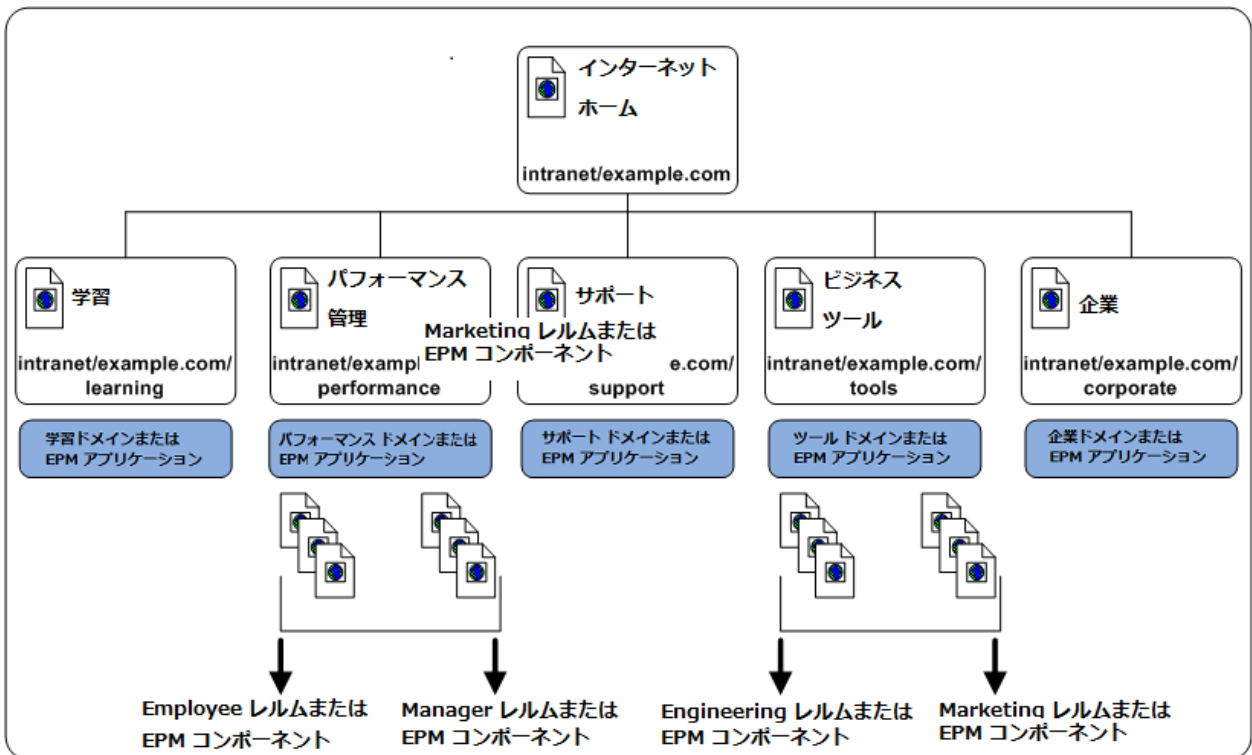 インターネット
ホーム
intranet/example.com
学習
intranet/example.com/
learning
パフォーマンス
管理
intranet/exampl
performance
サポート
e.com/
support
Marketing レルムまたは
EPM コンポーネント
ビジネス
ツール
intranet/example.com/
tools
企業
intranet/example.com/
corporate
学習ドメインまたは
EPM アプリケーション
パフォーマンス ドメインまたは
EPM アプリケーション
サポート ドメインまたは
EPM アプリケーション
ツール ドメインまたは
EPM アプリケーション
企業ドメインまたは
EPM アプリケーション
Employee レルムまたは
EPM コンポーネント
Manager レルムまたは
EPM コンポーネント
Engineering レルムまたは
EPM コンポーネント
Marketing レルムまたは
EPM コンポーネント